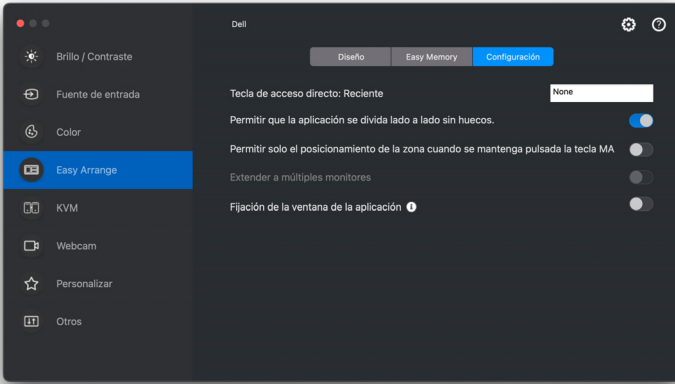 Dell
Brillo / Contraste
Fuente de entrada
Color
Easy Arrange
KVM
Webcam
Personalizar
Otros
Diseño
Easy Memory
Configuración
Tecla de acceso directo: Reciente
None
Permitir que la aplicación se divida lado a lado sin huecos.
Permitir solo el posicionamiento de la zona cuando se mantenga pulsada la tecla MA
Extender a múltiples monitores
Fijación de la ventana de la aplicación